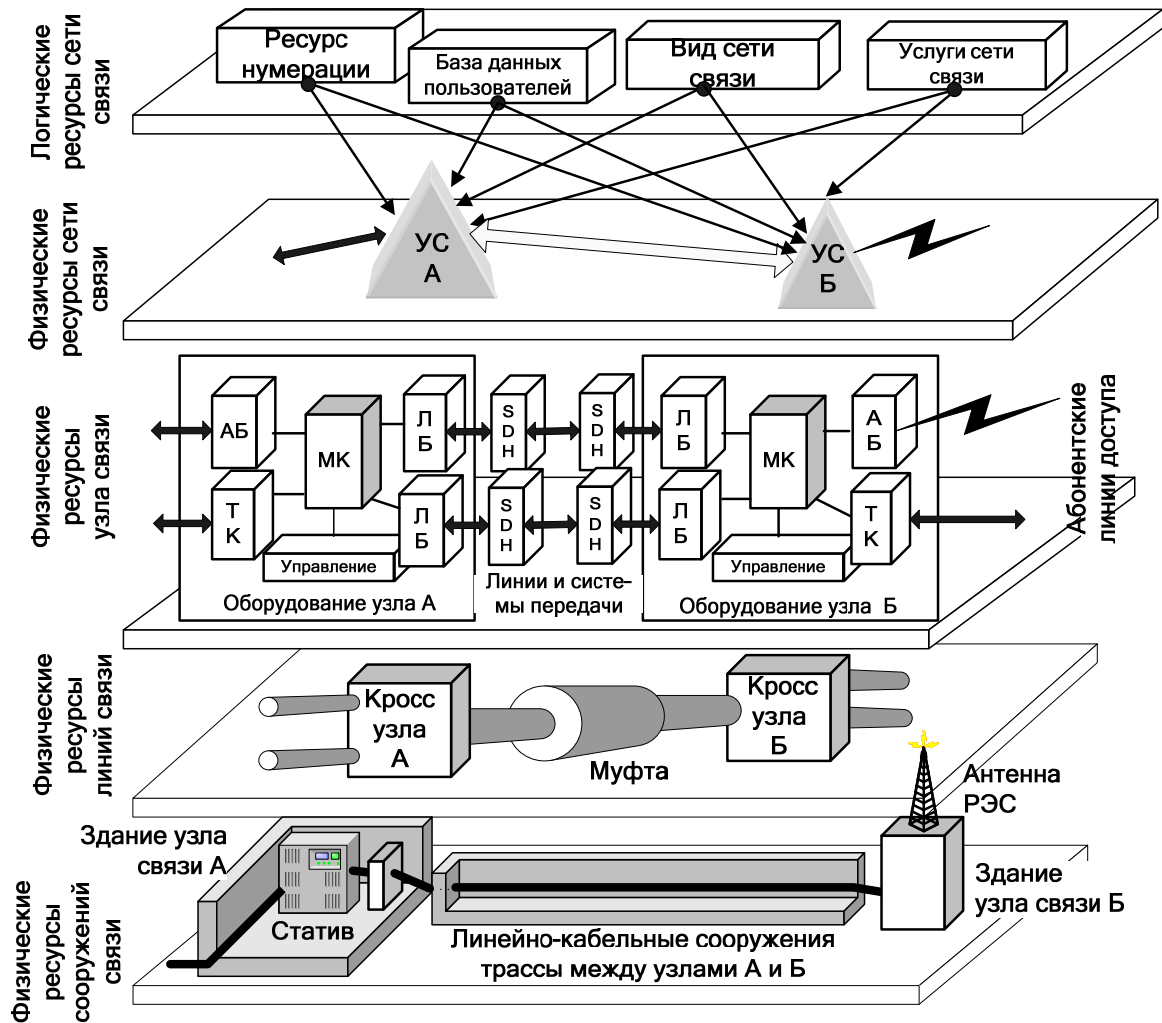 Логические
ресурсы сети
связи
Ресурс
нумерации
База данных
пользователей
Вид сети
связи
Услуги сети
связи
Физические
ресурсы сети
связи
УС
А
УС
Б
Физические
ресурсы
узла связи
АБ
Т
К
МК
Управление
Л
Б
Л
Б
Оборудование узла А
S
D
H
S
D
H
S
D
H
S
D
H
Линии и систе-
мы передачи
Л
Б
Л
Б
МК
Управление
А
Б
Т
К
Оборудование узла Б
Абонентские
линии доступа
Физические
ресурсы
линий связи
Кросс
узла
А
Муфта
Кросс
узла
Б
Антенна
РЭС
Физические
ресурсы
сооружений
связи
Здание узла
связи А
Статив
Линейно-кабельные сооружения
трассы между узлами А и Б
Здание
узла связи Б